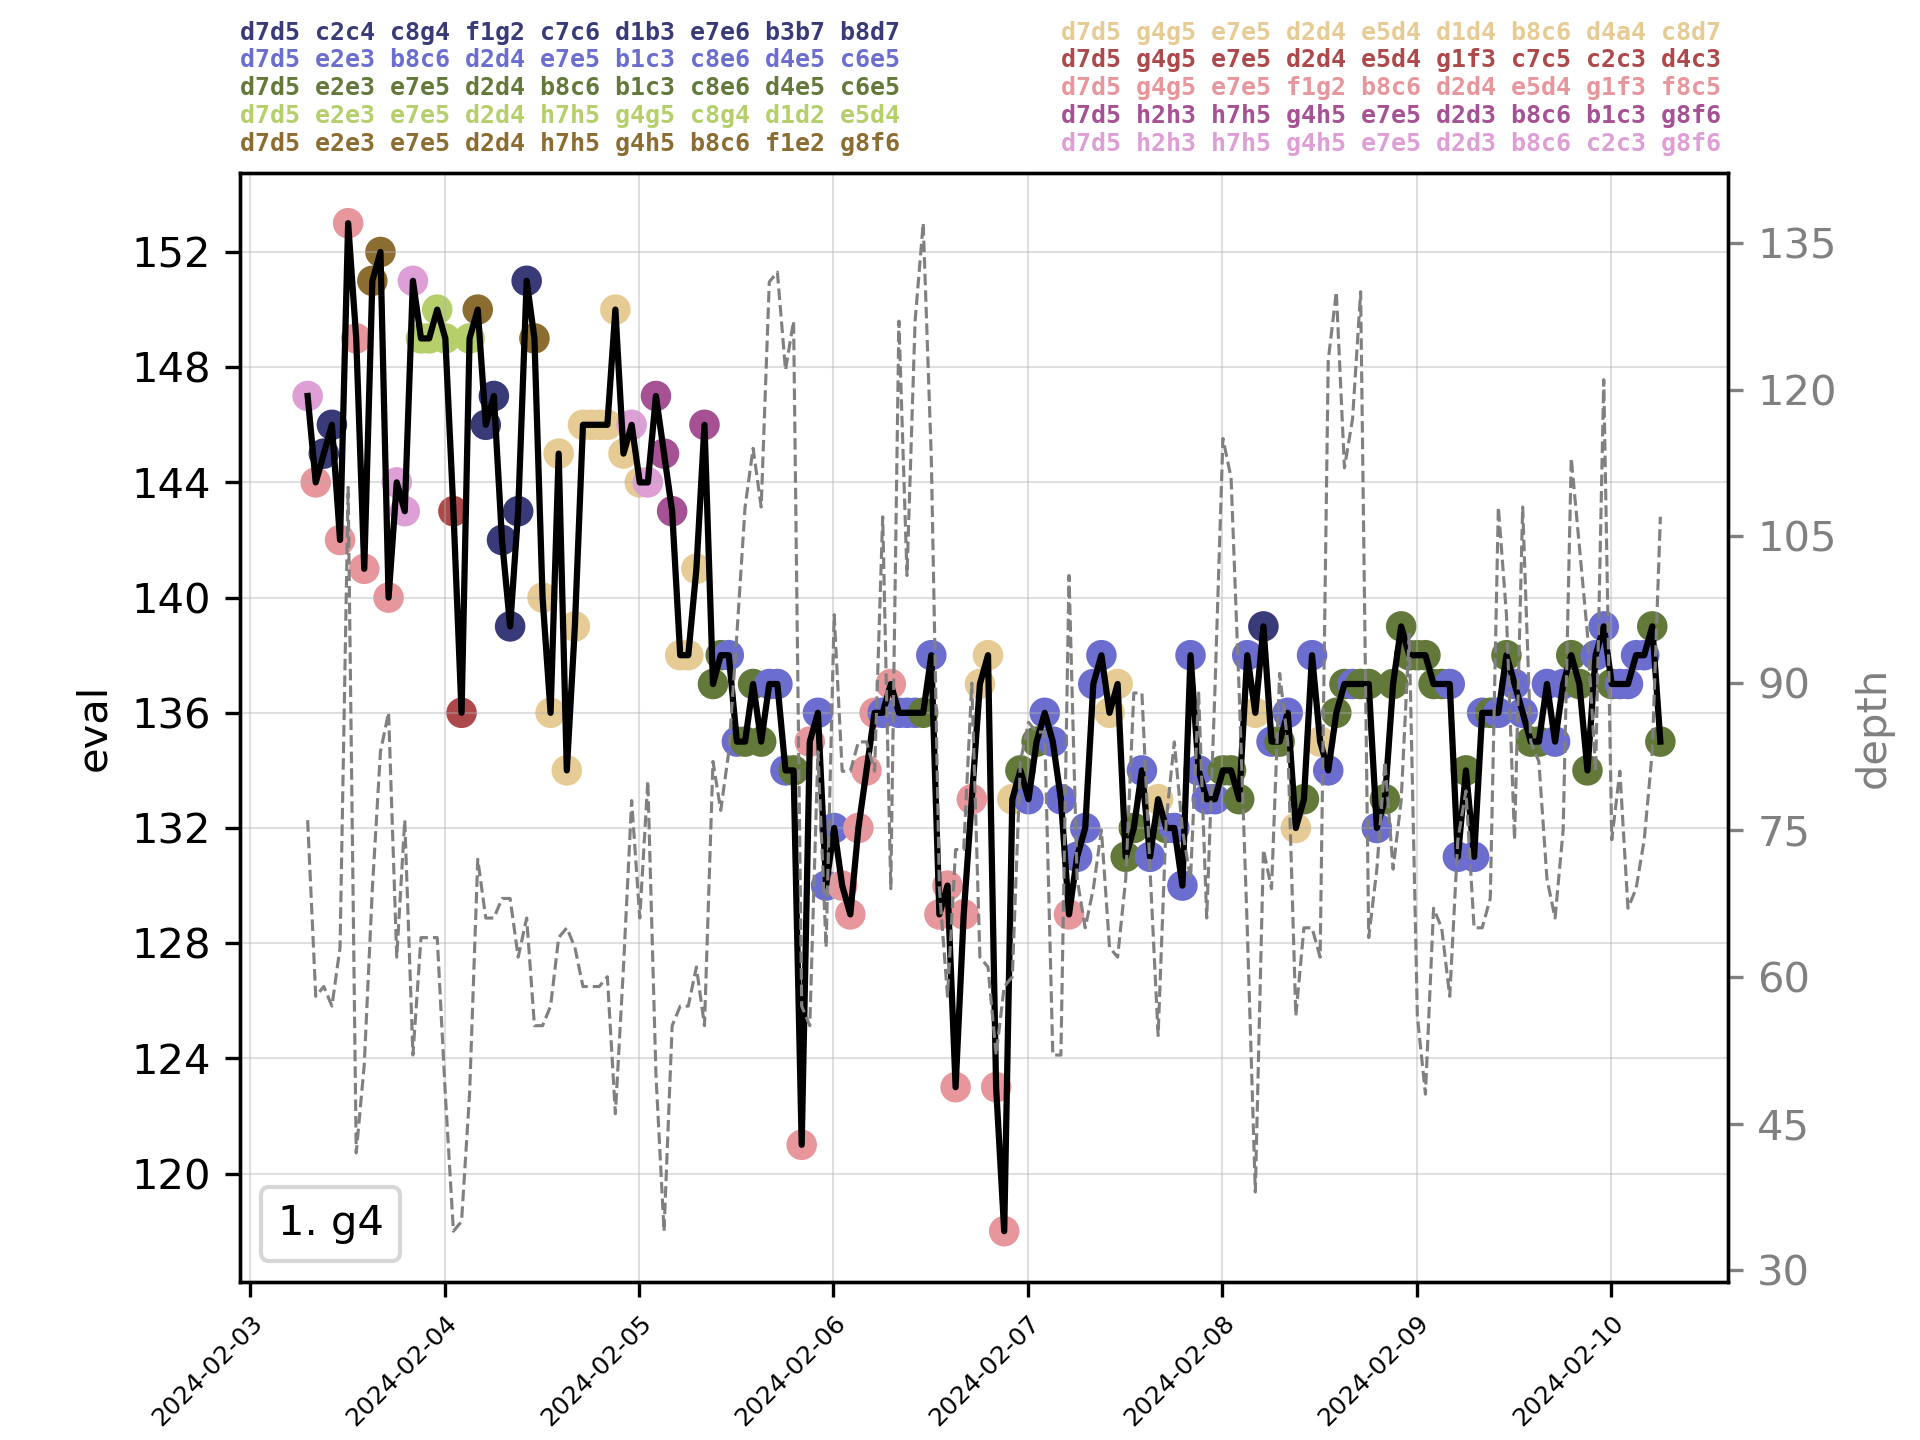 d7d5 c2c4 c8g4 f1g2 c7c6 d1b3 e7e6 b3b7 b8d7
d7d5 e2e3 b8c6 d2d4 e7e5 b1c3 c8e6 d4e5 c6e5
d7d5 e2e3 e7e5 d2d4 b8c6 b1c3 c8e6 d4e5 c6e5
d7d5 e2e3 e7e5 d2d4 h7h5 g4g5 c8g4 d1d2 e5d4
d7d5 e2e3 e7e5 d2d4 h7h5 g4h5 b8c6 f1e2 g8f6
d7d5 g4g5 e7e5 d2d4 e5d4 d1d4 b8c6 d4a4 c8d7
d7d5 g4g5 e7e5 d2d4 e5d4 g1f3 c7c5 c2c3 d4c3
d7d5 g4g5 e7e5 f1g2 b8c6 d2d4 e5d4 g1f3 f8c5
d7d5 h2h3 h7h5 g4h5 e7e5 d2d3 b8c6 b1c3 g8f6
d7d5 h2h3 h7h5 g4h5 e7e5 d2d3 b8c6 c2c3 g8f6
eval
152
148
144
140
136
132
128
124
120
1. g4
135
120
105
90
75
60
45
30
depth
2024-02-03
2024-02-04
2024-02-05
2024-02-06
2024-02-07
2024-02-08
2024-02-09
2024-02-10